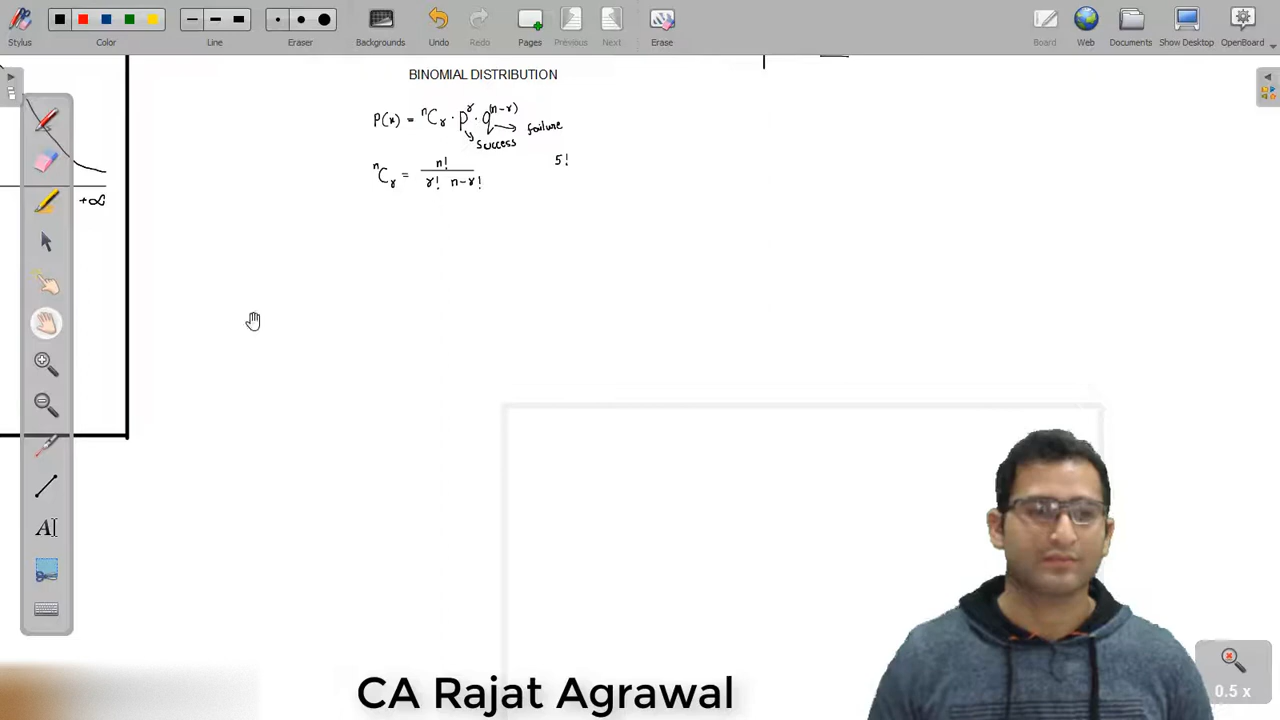 Stylus
Color
Line
Eraser
Backgrounds
Undo
Redo
Pages
Previous
Next
Erase
Board
Web
Documents
Show Desktop
OpenBoard
BINOMIAL DISTRIBUTION
P(x) = ⁿCᵣ · pʳ · q⁽ⁿ⁻ʳ⁾
failure
success
ⁿCᵣ = n! / r! n-r!
5!
+∞
A
CA Rajat Agrawal
0.5 x